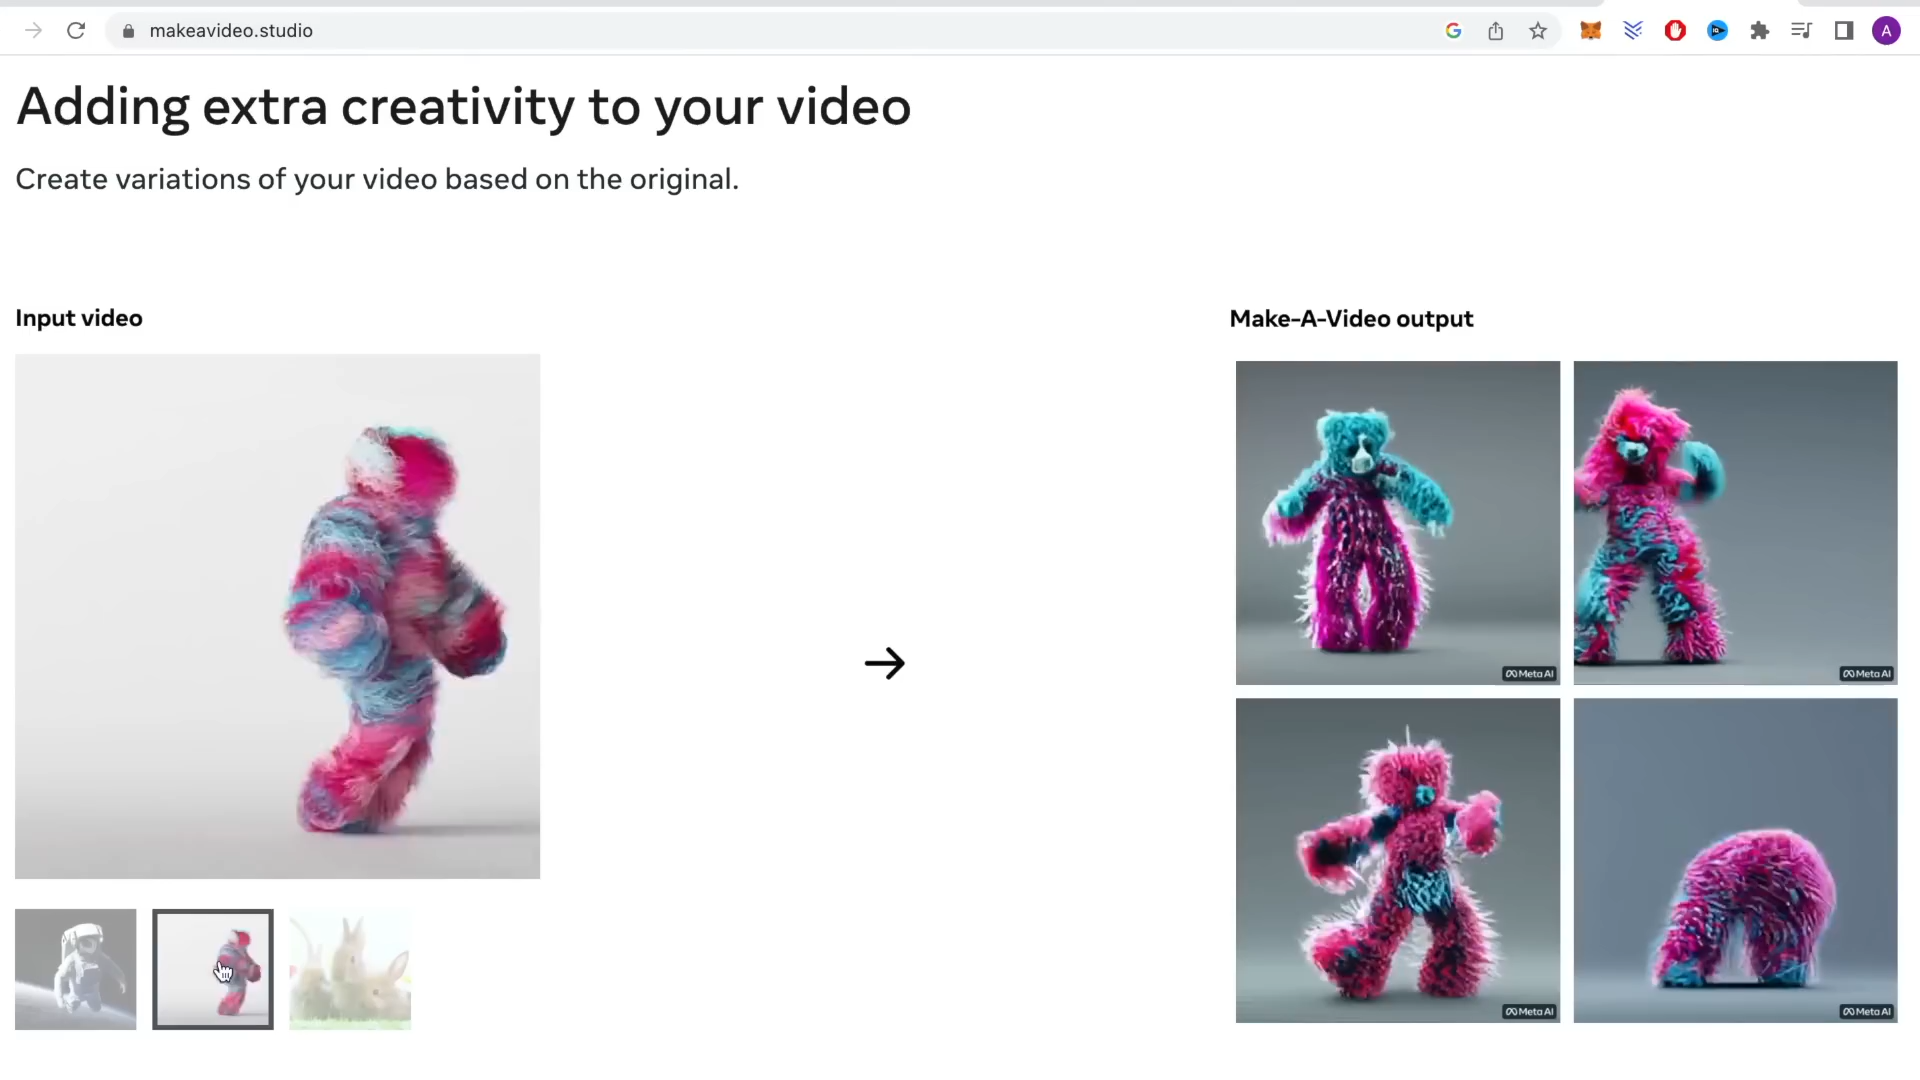 makeavideo.studio
A
Adding extra creativity to your video
Create variations of your video based on the original.
Input video
Make-A-Video output
Meta AI
Meta AI
Meta AI
Meta AI